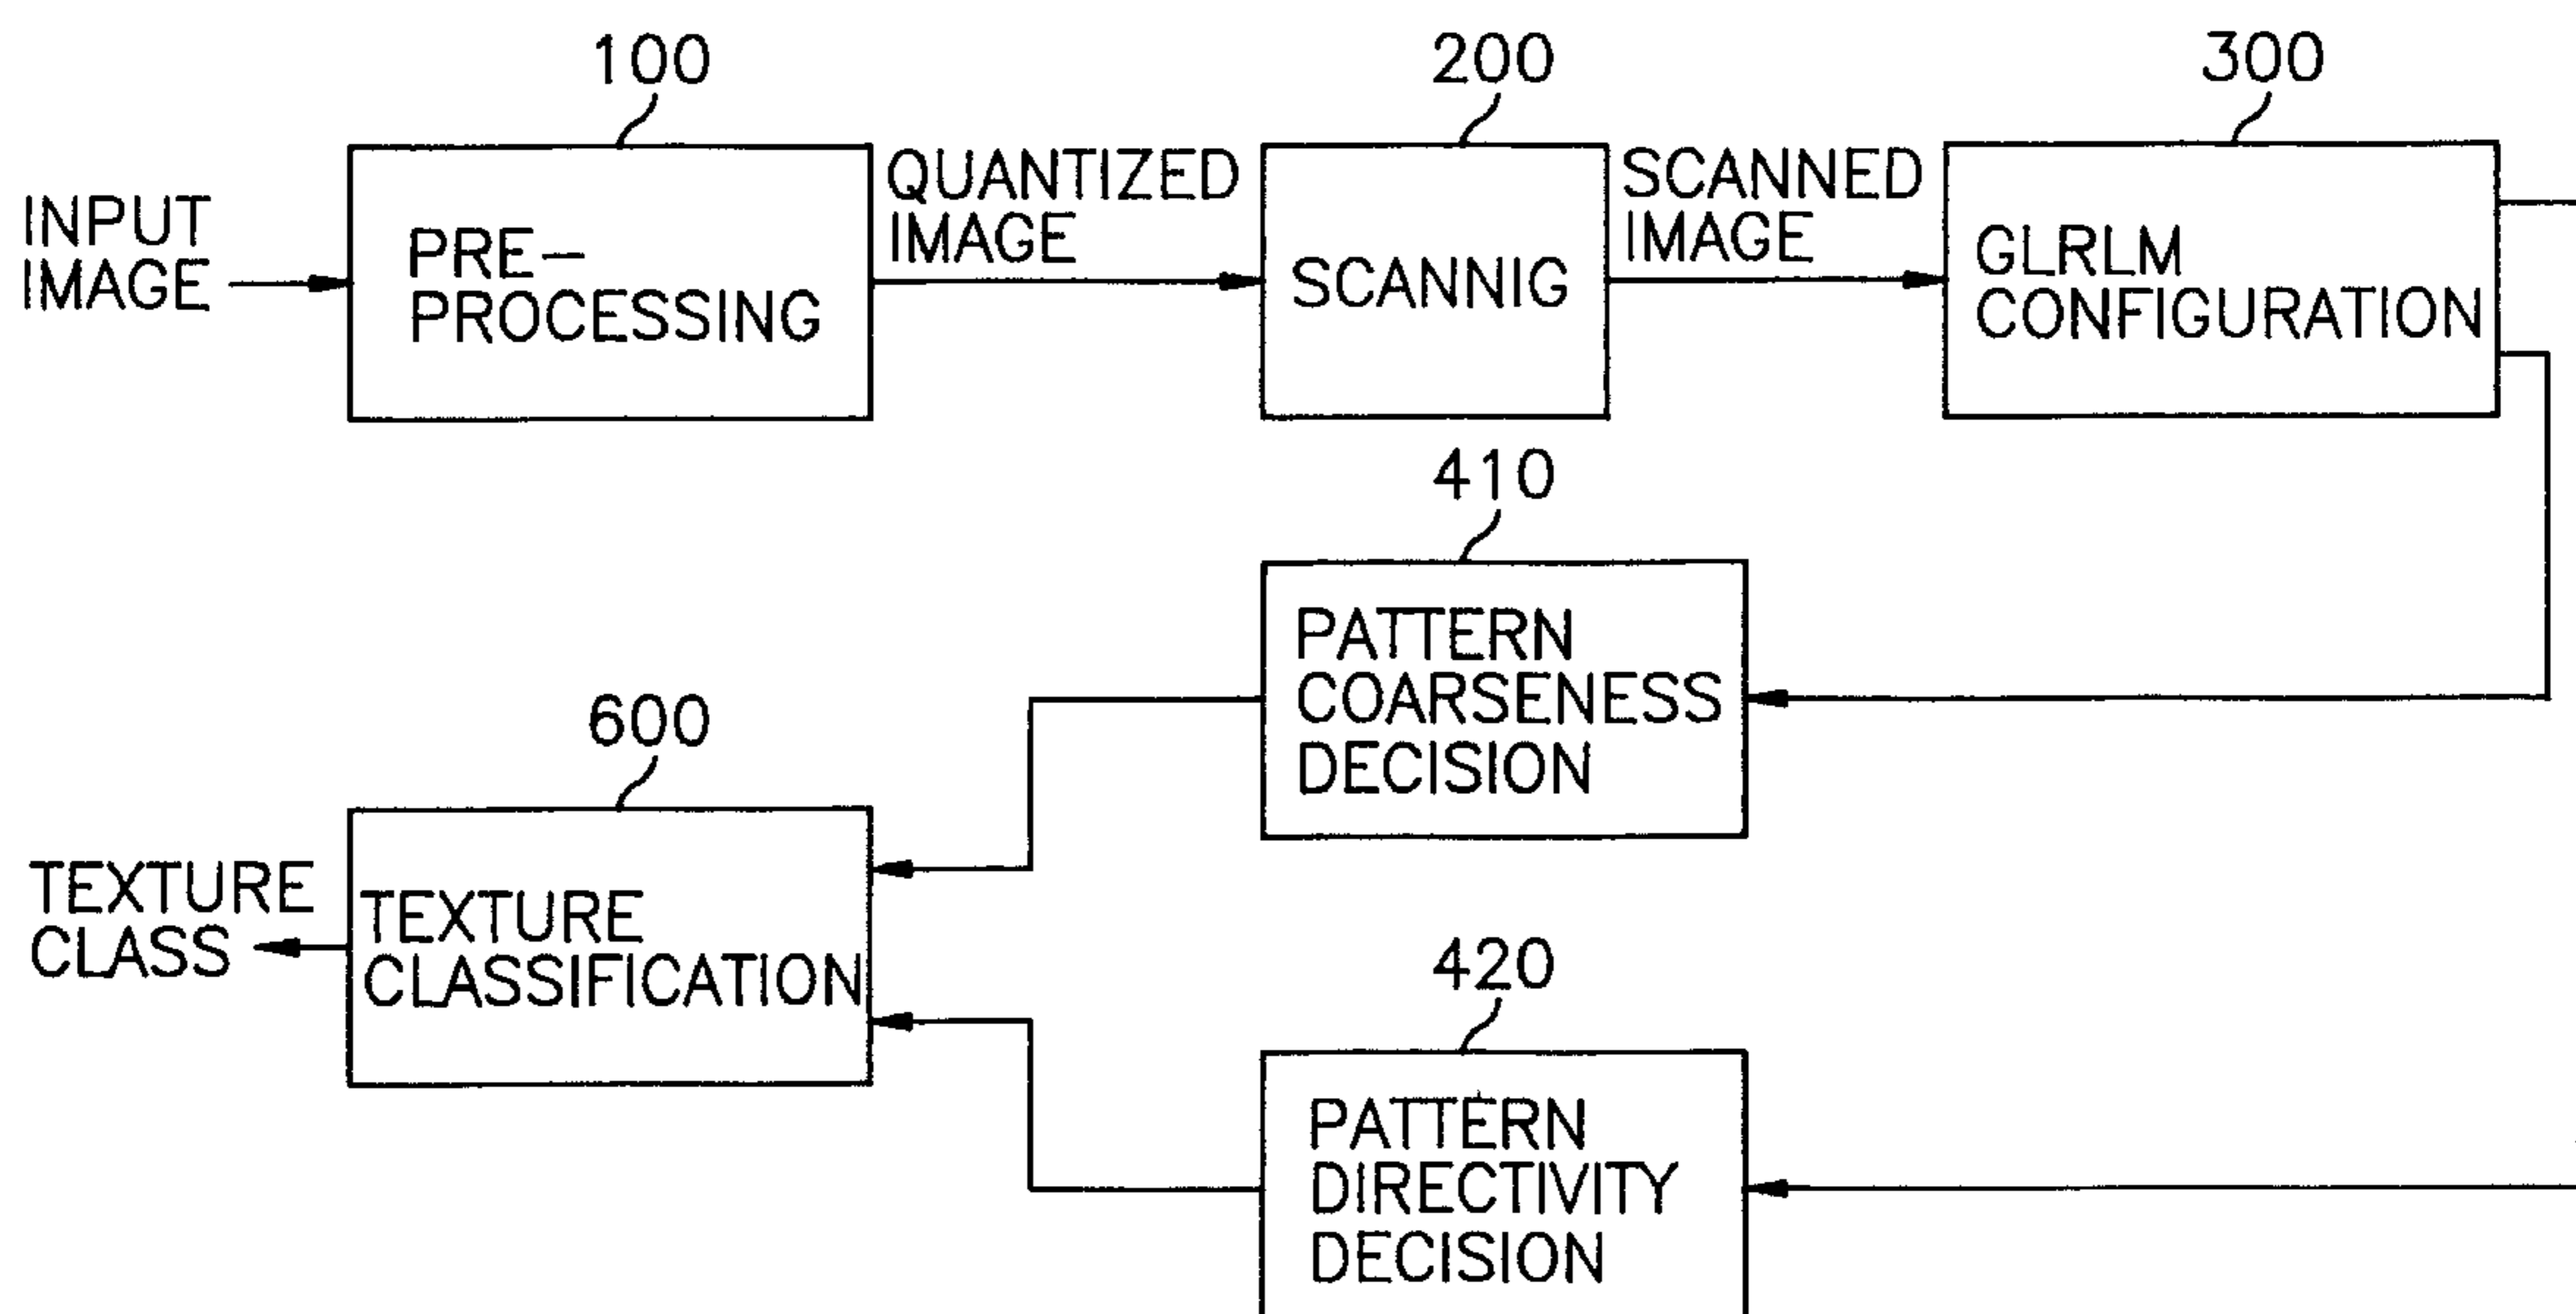 100
200
300
INPUT
IMAGE
PRE-
PROCESSING
QUANTIZED
IMAGE
SCANNIG
SCANNED
IMAGE
GLRLM
CONFIGURATION
410
PATTERN
COARSENESS
DECISION
600
TEXTURE
CLASS
TEXTURE
CLASSIFICATION
420
PATTERN
DIRECTIVITY
DECISION